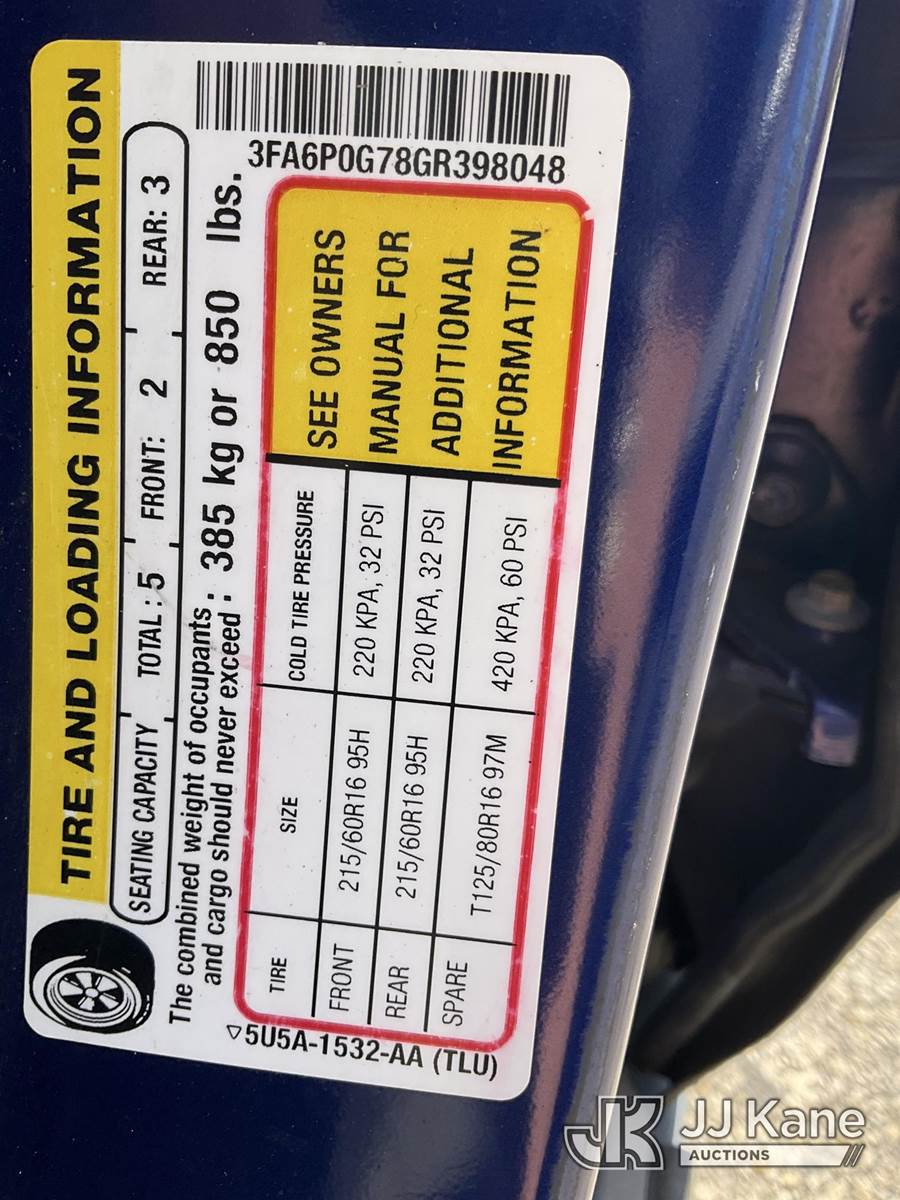 TIRE AND LOADING INFORMATION
SEATING CAPACITY TOTAL : 5 FRONT: 2 REAR: 3
The combined weight of occupants
and cargo should never exceed : 385 kg or 850 lbs.
TIRE SIZE COLD TIRE PRESSURE
FRONT 215/60R16 95H 220 KPA, 32 PSI
REAR 215/60R16 95H 220 KPA, 32 PSI
SPARE T125/80R16 97M 420 KPA, 60 PSI
SEE OWNERS
MANUAL FOR
ADDITIONAL
INFORMATION
3FA6P0G78GR398048
5U5A-1532-AA (TLU)
JK JJ Kane
AUCTIONS